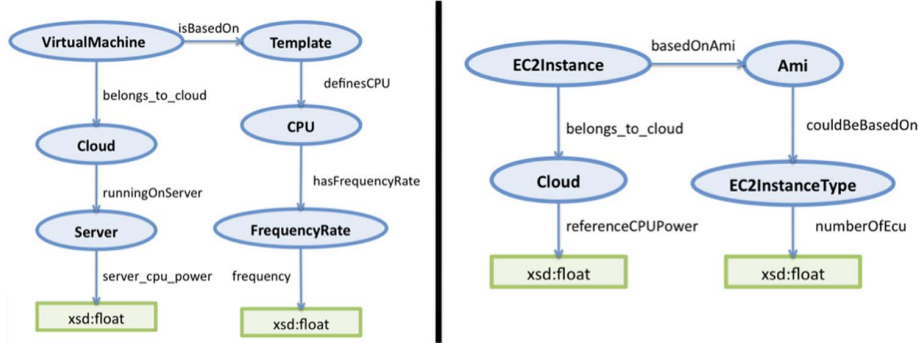 isBasedOn
VirtualMachine
Template
belongs_to_cloud
definesCPU
Cloud
CPU
runningOnServer
hasFrequencyRate
Server
FrequencyRate
server_cpu_power
frequency
xsd:float
xsd:float
basedOnAmi
EC2Instance
Ami
belongs_to_cloud
couldBeBasedOn
Cloud
EC2InstanceType
referenceCPUPower
numberOfEcu
xsd:float
xsd:float